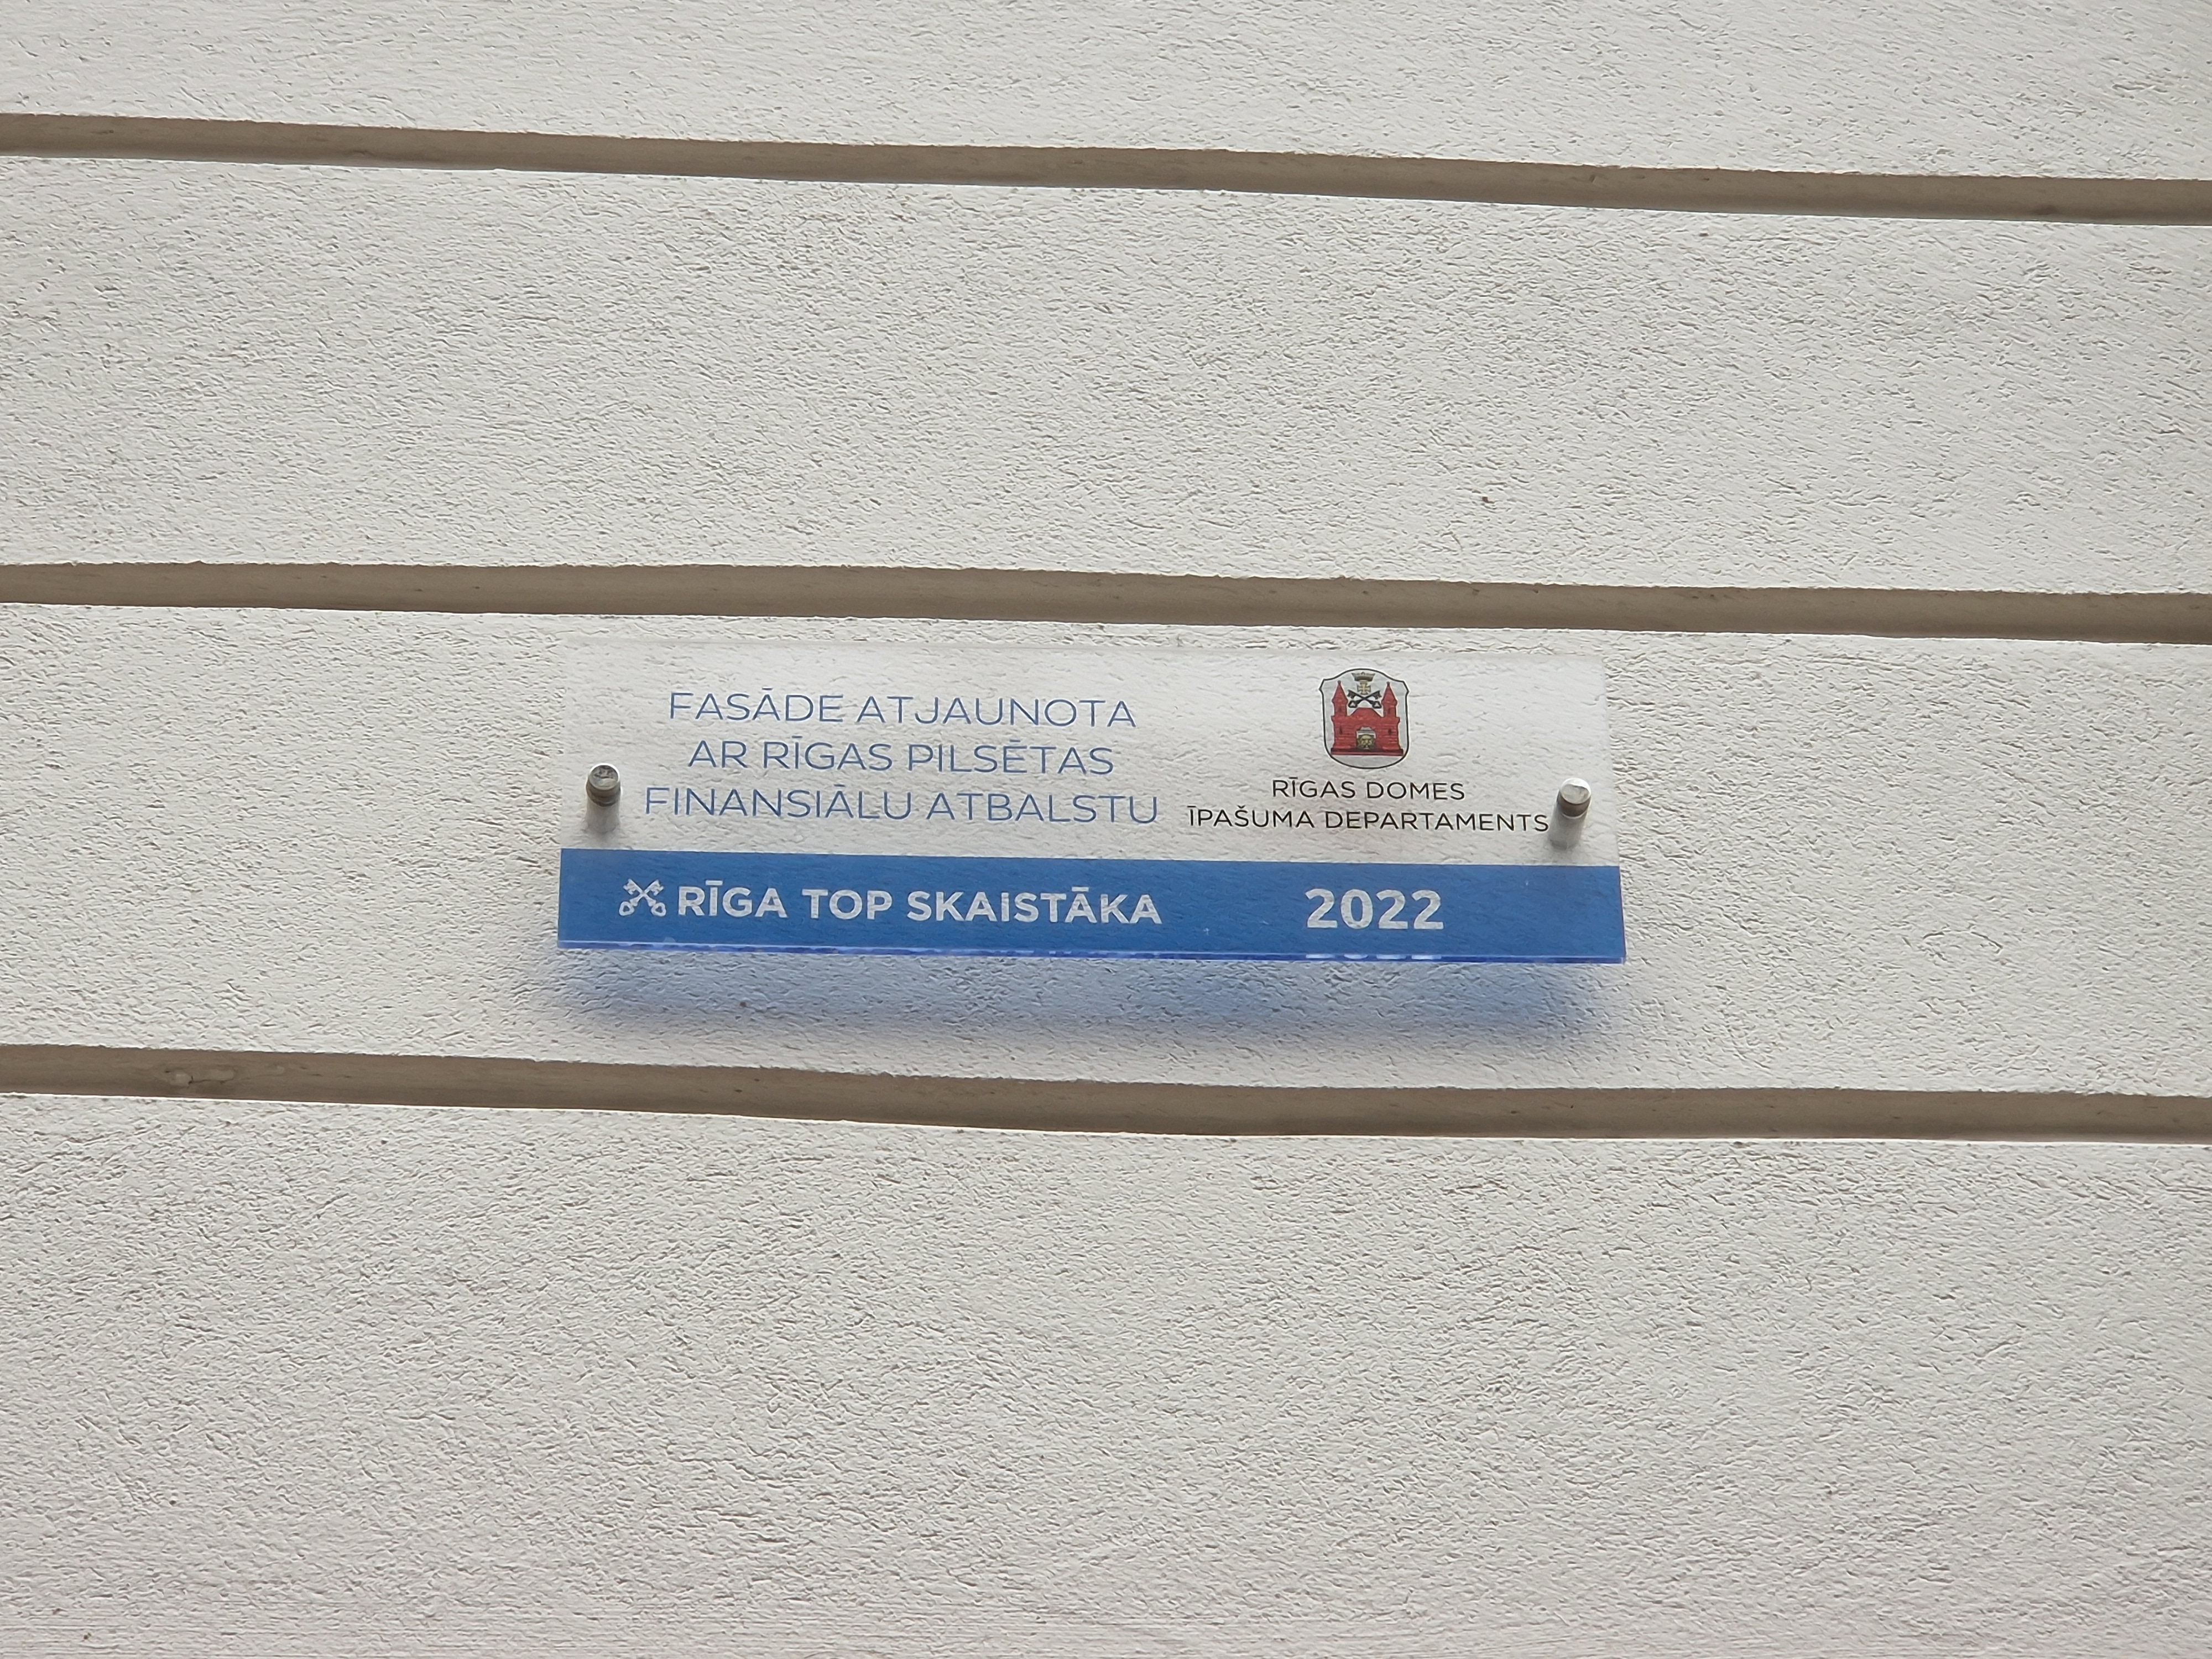 FASĀDE ATJAUNOTA
AR RĪGAS PILSĒTAS
FINANSIĀLU ATBALSTU
RĪGAS DOMES
ĪPAŠUMA DEPARTAMENTS
RĪGA TOP SKAISTĀKA 2022